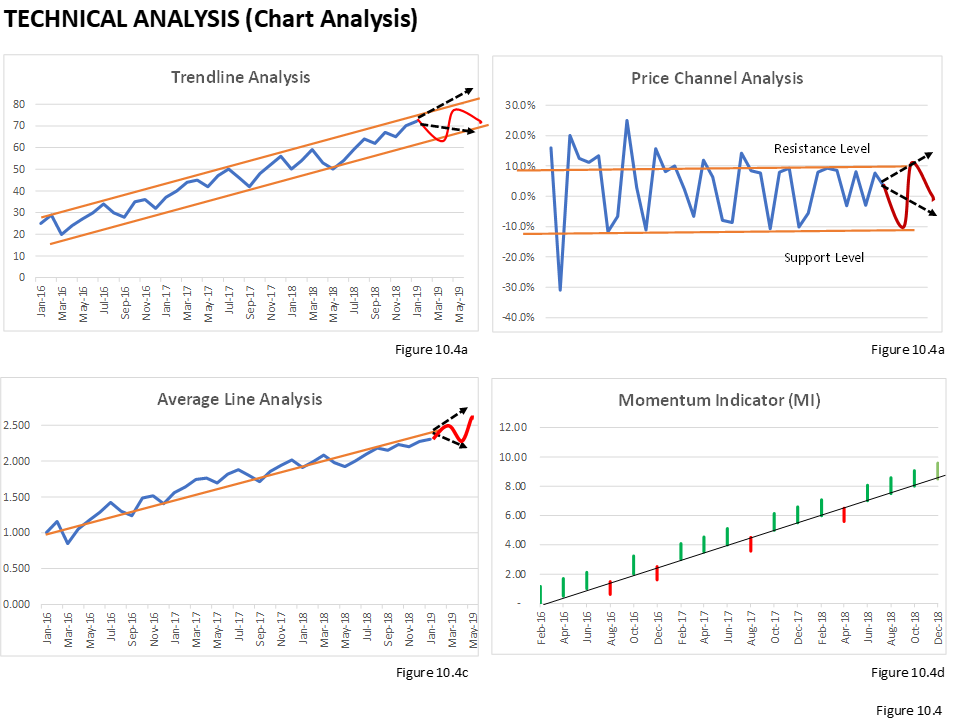 TECHNICAL ANALYSIS (Chart Analysis)
Trendline Analysis
80
70
60
50
40
30
20
10
0
Jan-16 Mar-16 May-16 Jul-16 Sep-16 Nov-16 Jan-17 Mar-17 May-17 Jul-17 Sep-17 Nov-17 Jan-18 Mar-18 May-18 Jul-18 Sep-18 Nov-18 Jan-19 Mar-19 May-19
Figure 10.4a
Price Channel Analysis
30.0%
20.0%
10.0%
0.0%
-10.0%
-20.0%
-30.0%
-40.0%
Resistance Level
Support Level
Figure 10.4a
Average Line Analysis
2.500
2.000
1.500
1.000
0.500
0.000
Jan-16 Mar-16 May-16 Jul-16 Sep-16 Nov-16 Jan-17 Mar-17 May-17 Jul-17 Sep-17 Nov-17 Jan-18 Mar-18 May-18 Jul-18 Sep-18 Nov-18 Jan-19 Mar-19 May-19
Figure 10.4c
Momentum Indicator (MI)
12.00
10.00
8.00
6.00
4.00
2.00
-
Feb-16 Apr-16 Jun-16 Aug-16 Oct-16 Dec-16 Feb-17 Apr-17 Jun-17 Aug-17 Oct-17 Dec-17 Feb-18 Apr-18 Jun-18 Aug-18 Oct-18 Dec-18
Figure 10.4d
Figure 10.4